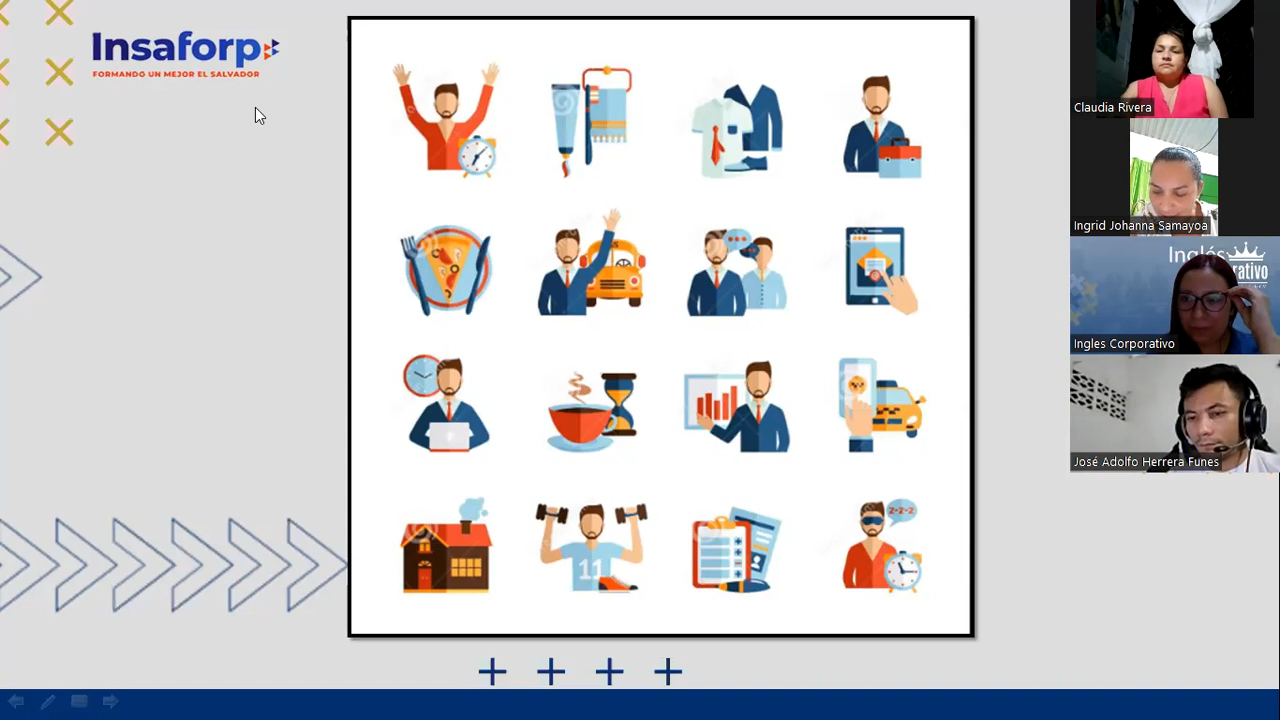 Insaforp
FORMANDO UN MEJOR EL SALVADOR
11
z-z-z
Claudia Rivera
Ingrid Johanna Samayoa
Inglés
Ingles Corporativo
José Adolfo Herrera Funes